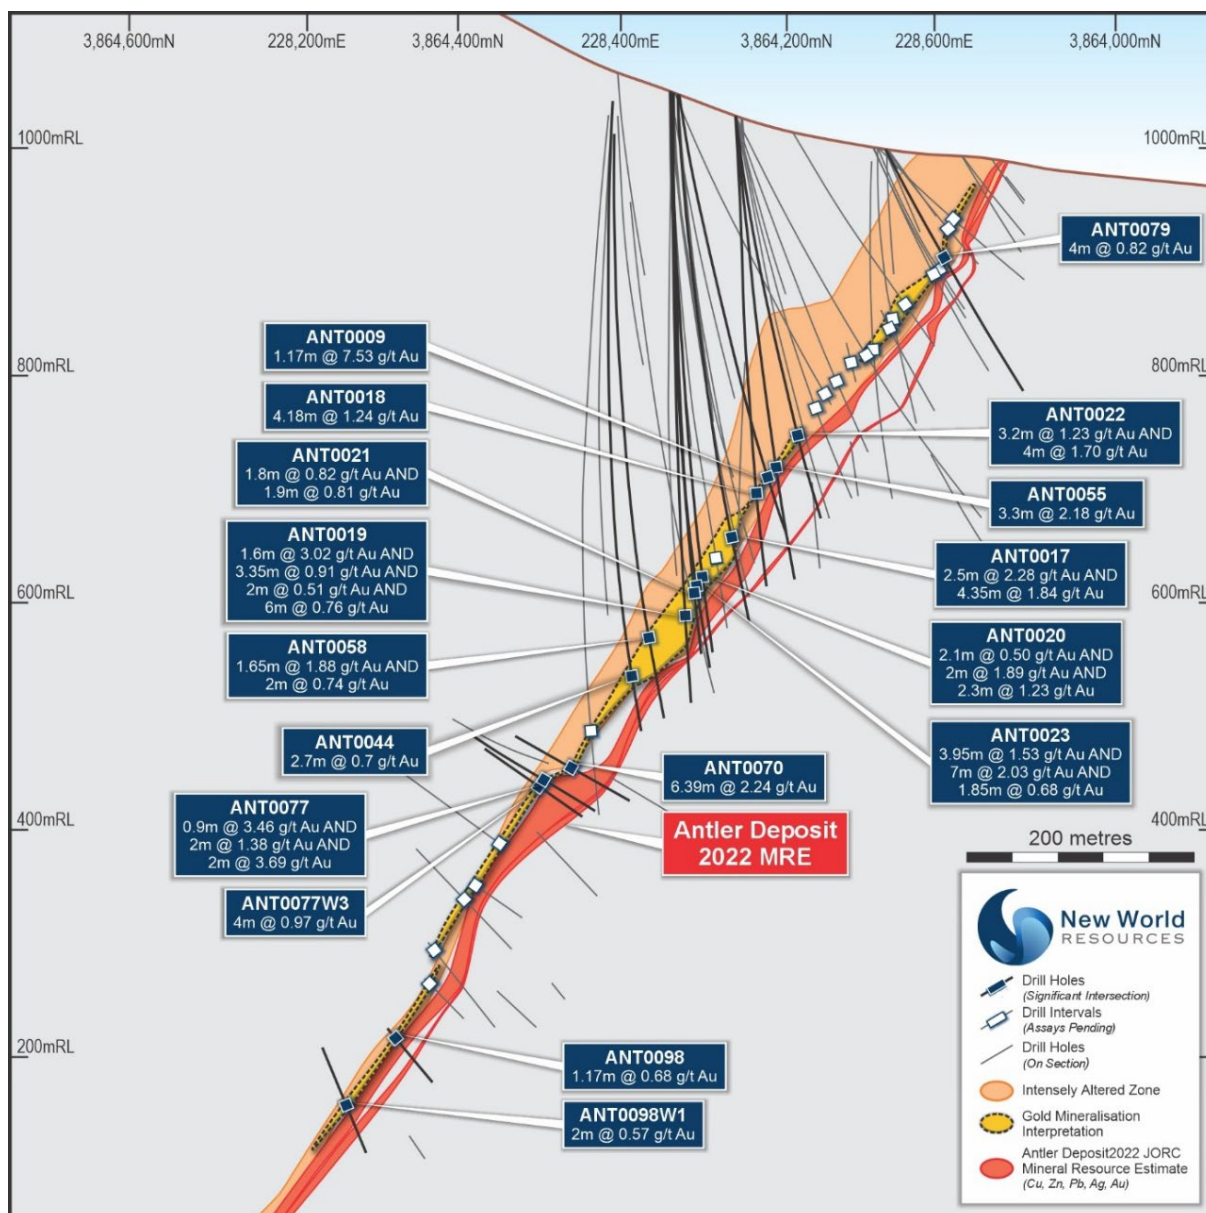 3,864,600mN
228,200mE
3,864,400mN
228,400mE
3,864,200mN
228,600mE
3,864,000mN
1000mRL
1000mRL
ANT0079
4m @ 0.82 g/t Au
ANT0009
1.17m @ 7.53 g/t Au
800mRL
800mRL
ANT0018
4.18m @ 1.24 g/t Au
ANT0022
3.2m @ 1.23 g/t Au AND
4m @ 1.70 g/t Au
ANT0021
1.8m @ 0.82 g/t Au AND
1.9m @ 0.81 g/t Au
ANT0055
3.3m @ 2.18 g/t Au
ANT0019
1.6m @ 3.02 g/t Au AND
3.35m @ 0.91 g/t Au AND
2m @ 0.51 g/t Au AND
6m @ 0.76 g/t Au
ANT0017
2.5m @ 2.28 g/t Au AND
4.35m @ 1.84 g/t Au
600mRL
600mRL
ANT0058
1.65m @ 1.88 g/t Au AND
2m @ 0.74 g/t Au
ANT0020
2.1m @ 0.50 g/t Au AND
2m @ 1.89 g/t Au AND
2.3m @ 1.23 g/t Au
ANT0044
2.7m @ 0.7 g/t Au
ANT0070
6.39m @ 2.24 g/t Au
ANT0023
3.95m @ 1.53 g/t Au AND
7m @ 2.03 g/t Au AND
1.85m @ 0.68 g/t Au
ANT0077
0.9m @ 3.46 g/t Au AND
2m @ 1.38 g/t Au AND
2m @ 3.69 g/t Au
Antler Deposit
2022 MRE
400mRL
400mRL
200 metres
ANT0077W3
4m @ 0.97 g/t Au
New World
RESOURCES
Drill Holes
(Significant Intersection)
Drill Intervals
(Assays Pending)
Drill Holes
(On Section)
Intensely Altered Zone
Gold Mineralisation
Interpretation
Antler Deposit2022 JORC
Mineral Resource Estimate
(Cu, Zn, Pb, Ag, Au)
200mRL
ANT0098
1.17m @ 0.68 g/t Au
ANT0098W1
2m @ 0.57 g/t Au